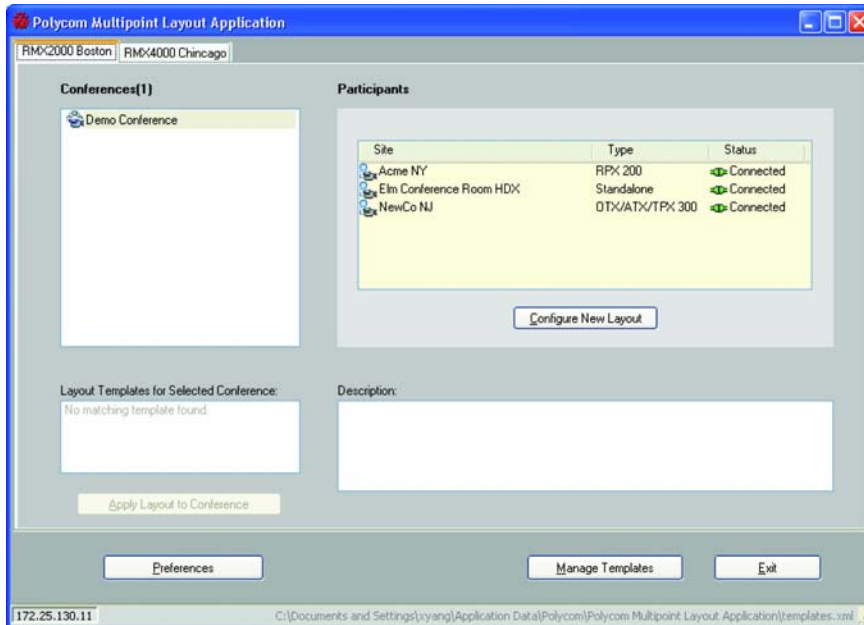 Polycom Multipoint Layout Application
RMX2000 Boston RMX4000 Chincago
Conferences(1)
Demo Conference
Participants
Site Type Status
Acme NY RPX 200 Connected
Elm Conference Room HDX Standalone Connected
NewCo NJ OTX/ATX/TPX 300 Connected
Configure New Layout
Layout Templates for Selected Conference:
No matching template found.
Apply Layout to Conference
Description:
Preferences Manage Templates Exit
172.25.130.11 C:\Documents and Settings\xyang\Application Data\Polycom\Polycom Multipoint Layout Application\templates.xml